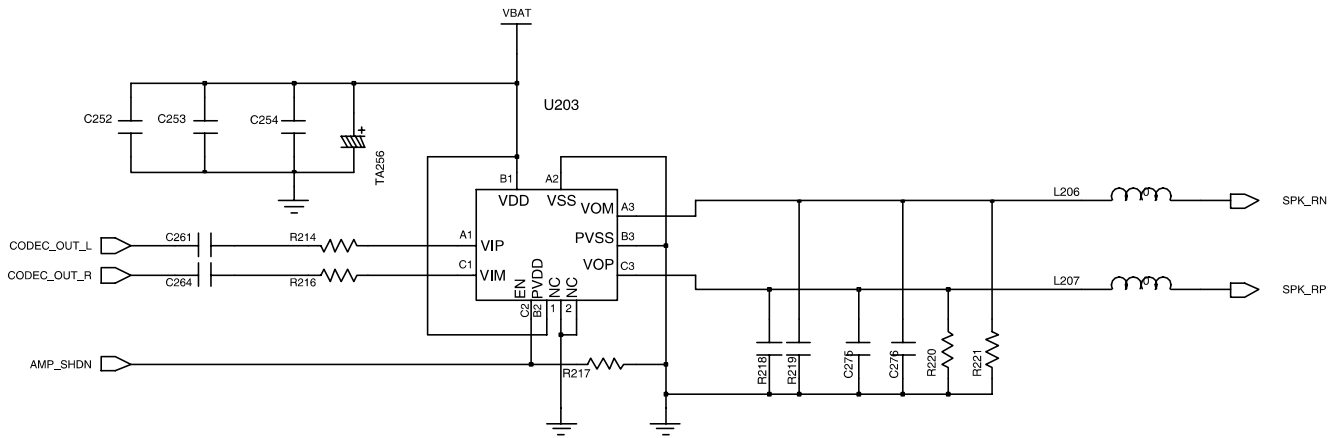 VBAT
U203
C252
C253
C254
+
TA256
B1
A2
VDD
VSS
VOM
A3
L206
0
SPK_RN
CODEC_OUT_L
C261
R214
A1
VIP
PVSS
B3
CODEC_OUT_R
C264
R216
C1
VIM
VOP
C3
L207
0
SPK_RP
EN
PVDD
NC
NC
C2
B2
1
2
AMP_SHDN
R217
R218
R219
C275
C276
R220
R221